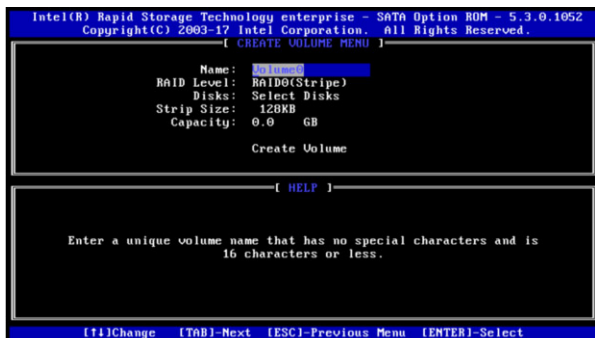 Intel(R) Rapid Storage Technology enterprise - SATA Option ROM - 5.3.0.1052
Copyright(C) 2003-17 Intel Corporation. All Rights Reserved.
[ CREATE VOLUME MENU ]
Name: Volume0
RAID Level: RAID0(Stripe)
Disks: Select Disks
Strip Size: 128KB
Capacity: 0.0 GB
Create Volume
[ HELP ]
Enter a unique volume name that has no special characters and is
16 characters or less.
[↑↓]Change [TAB]-Next [ESC]-Previous Menu [ENTER]-Select